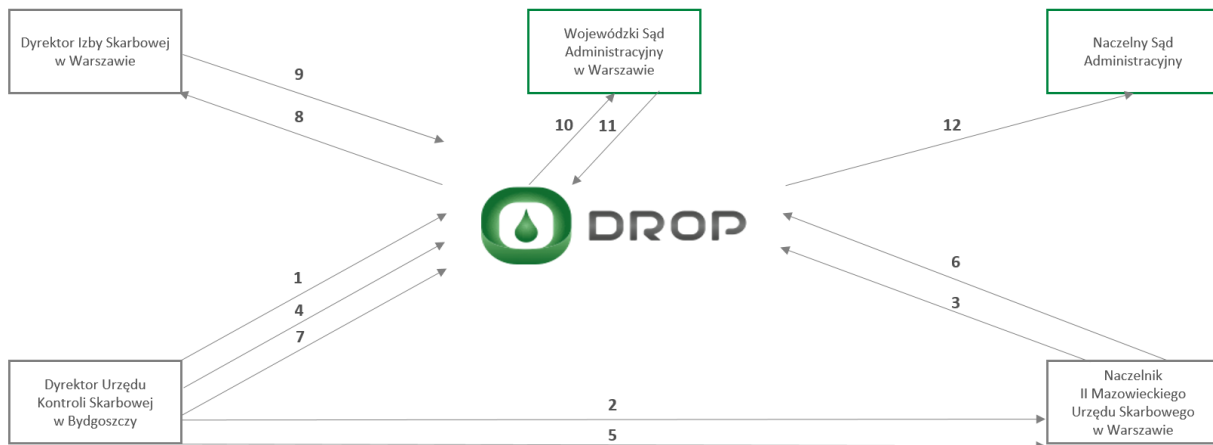 Dyrektor Izby Skarbowej
w Warszawie
Wojewódzki Sąd
Administracyjny
w Warszawie
Naczelny Sąd
Administracyjny
9
8
10
11
12
DROP
1
4
7
6
3
Dyrektor Urzędu
Kontroli Skarbowej
w Bydgoszczy
2
5
Naczelnik
II Mazowieckiego
Urzędu Skarbowego
w Warszawie